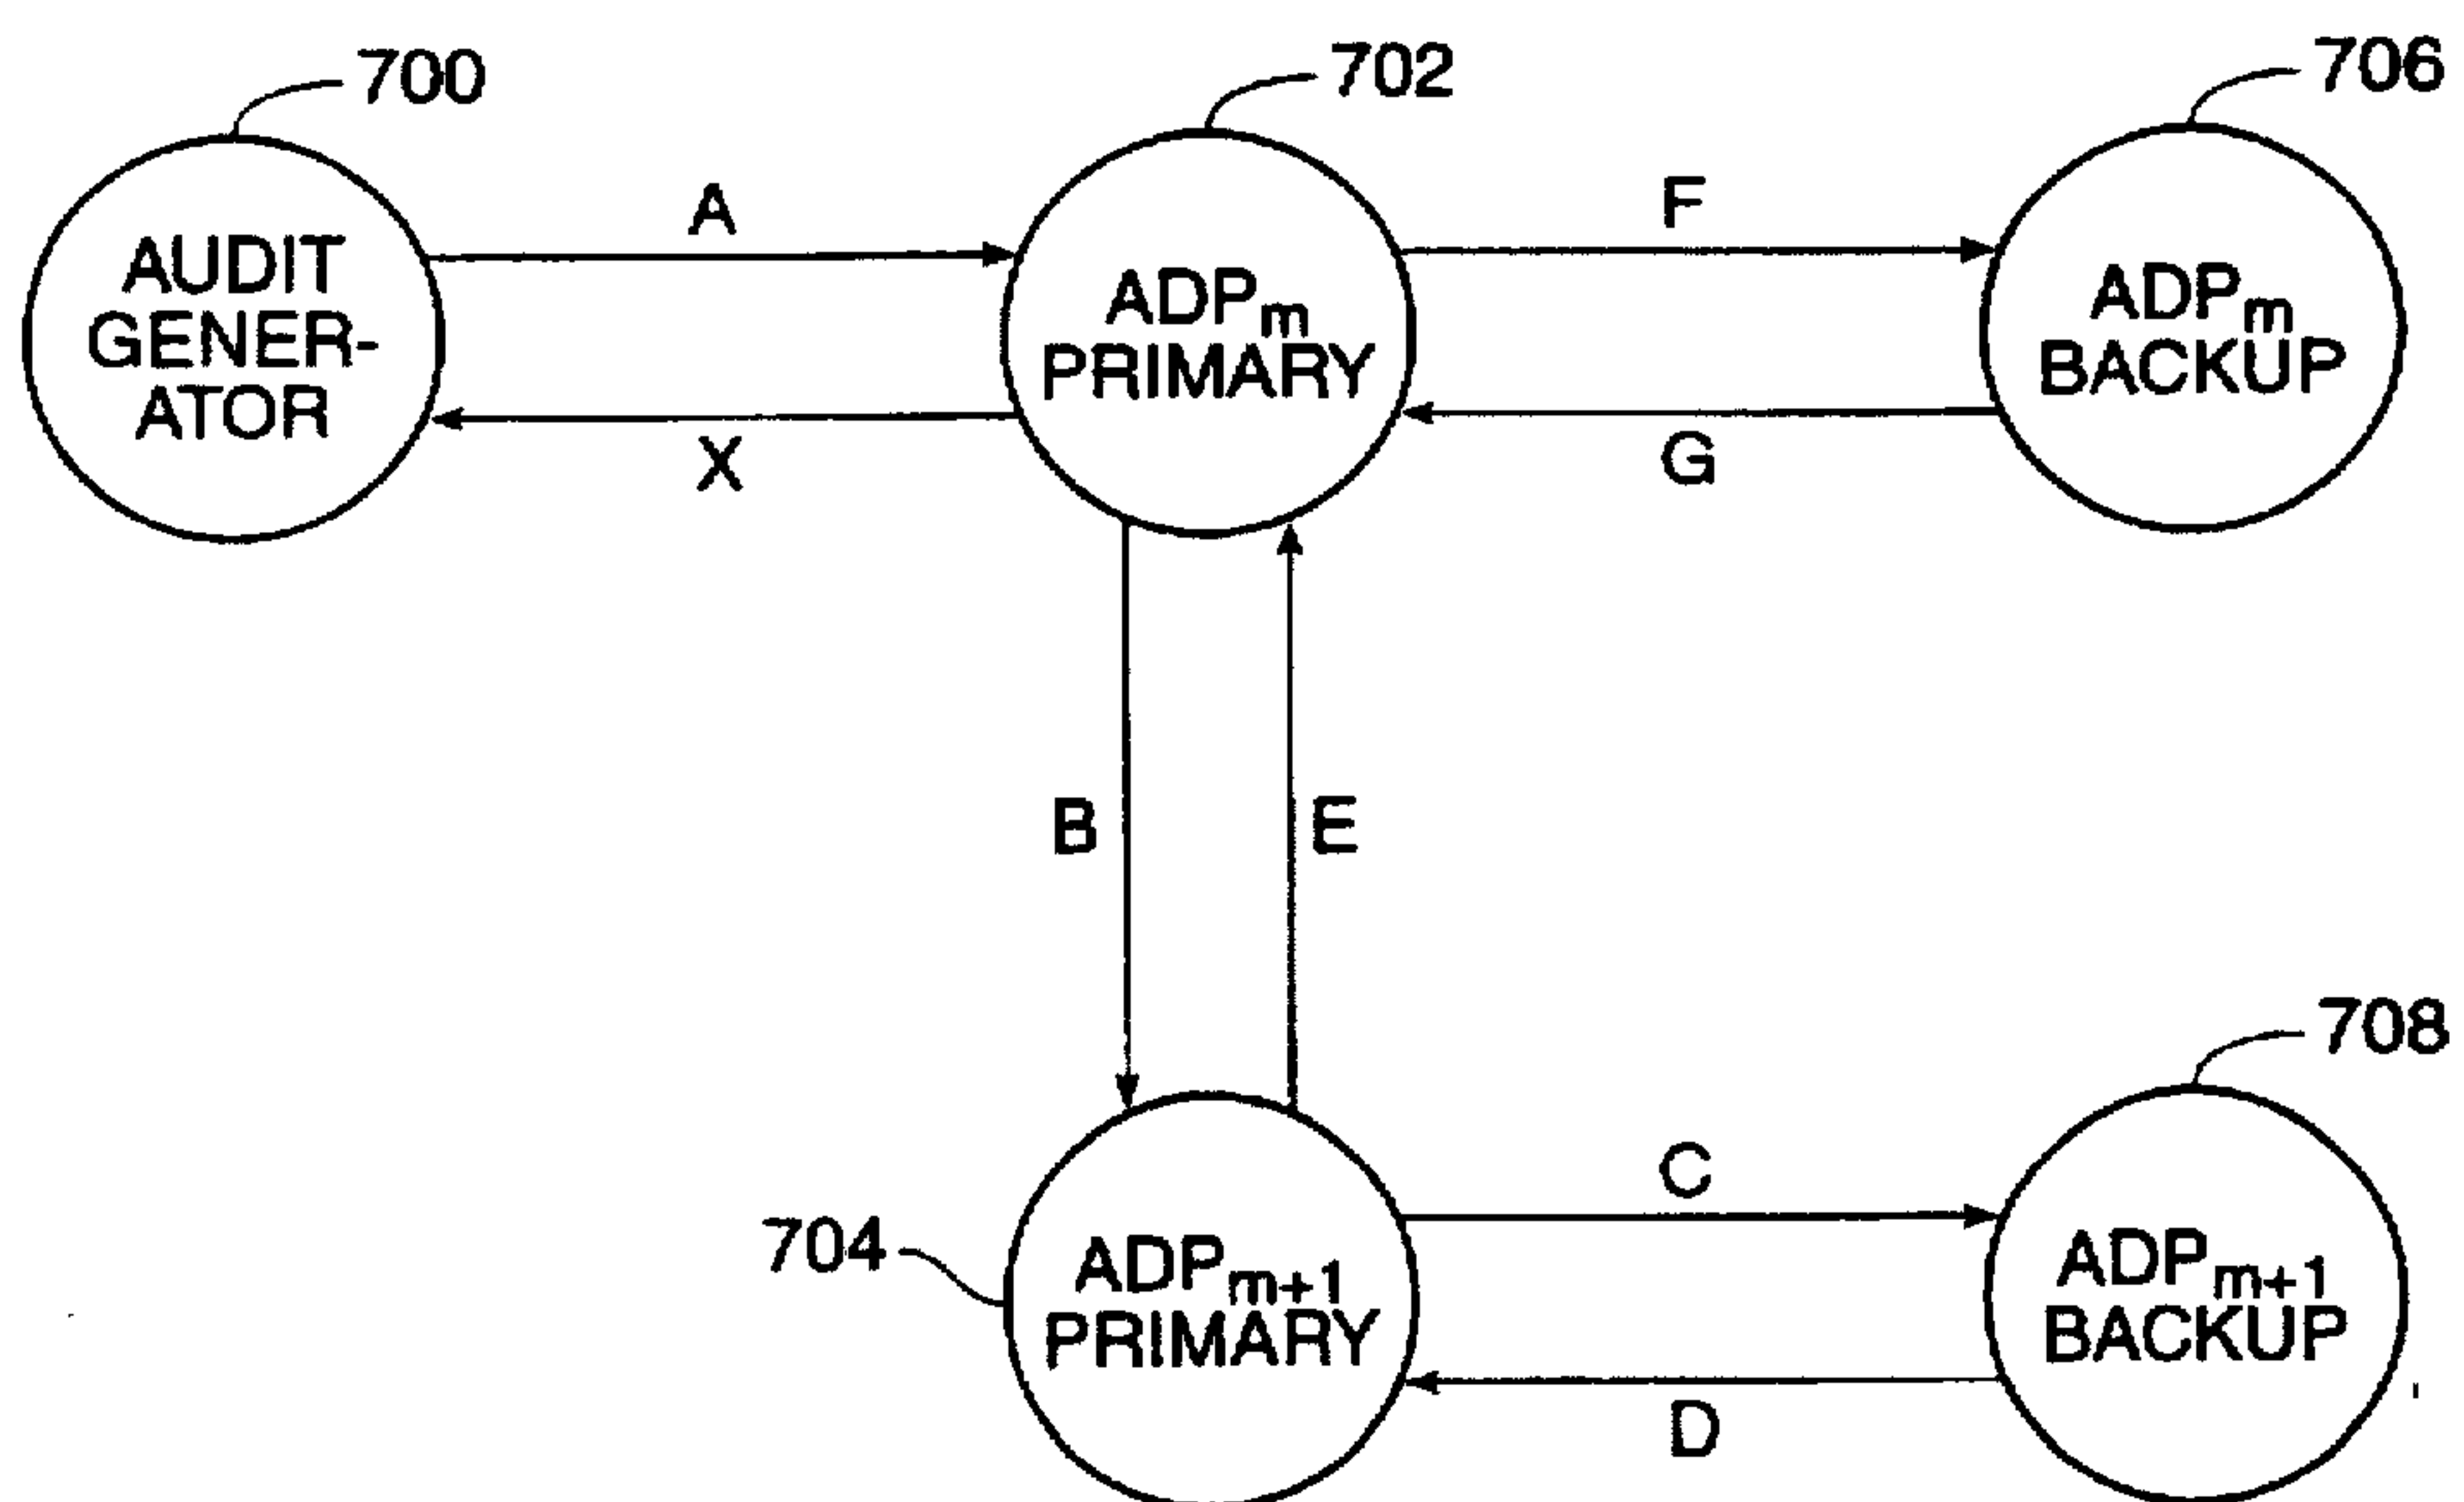 700
702
706
AUDIT
GENER-
ATOR
A
X
ADPm
PRIMARY
F
G
ADPm
BACKUP
B
E
704
ADPm+1
PRIMARY
C
D
708
ADPm+1
BACKUP